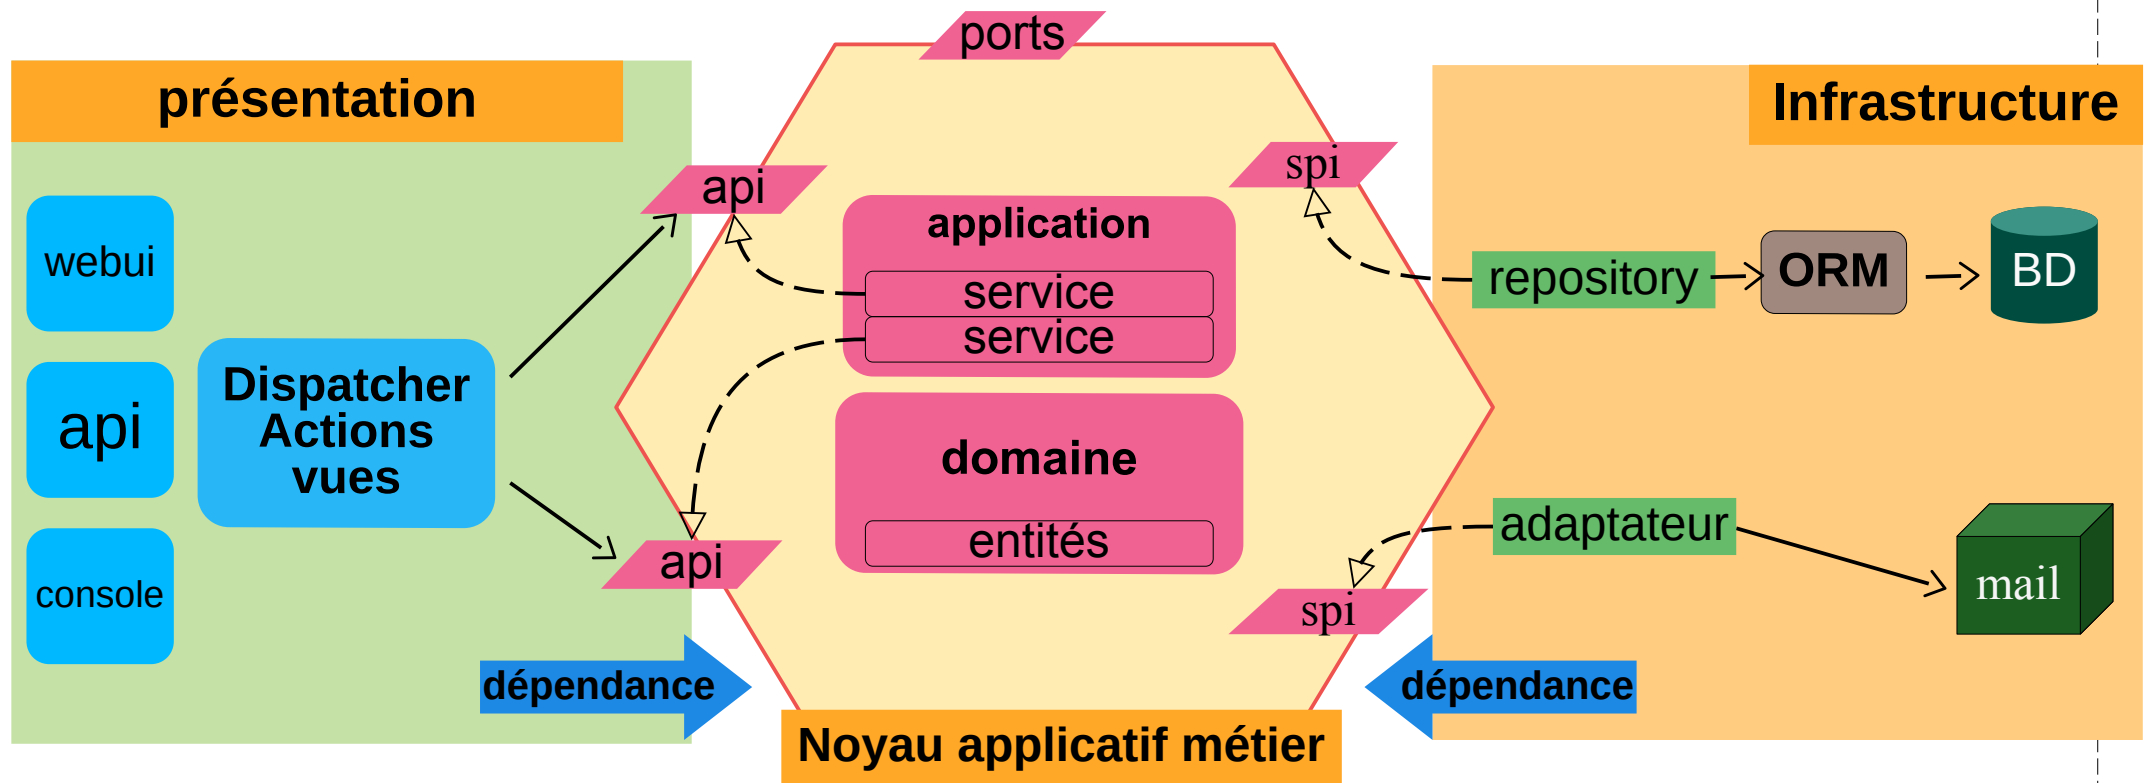 ports
présentation
Infrastructure
api
spi
webui
application
service
service
repository
ORM
BD
Dispatcher
Actions
vues
api
domaine
entités
adaptateur
console
api
spi
mail
dépendance
dépendance
Noyau applicatif métier